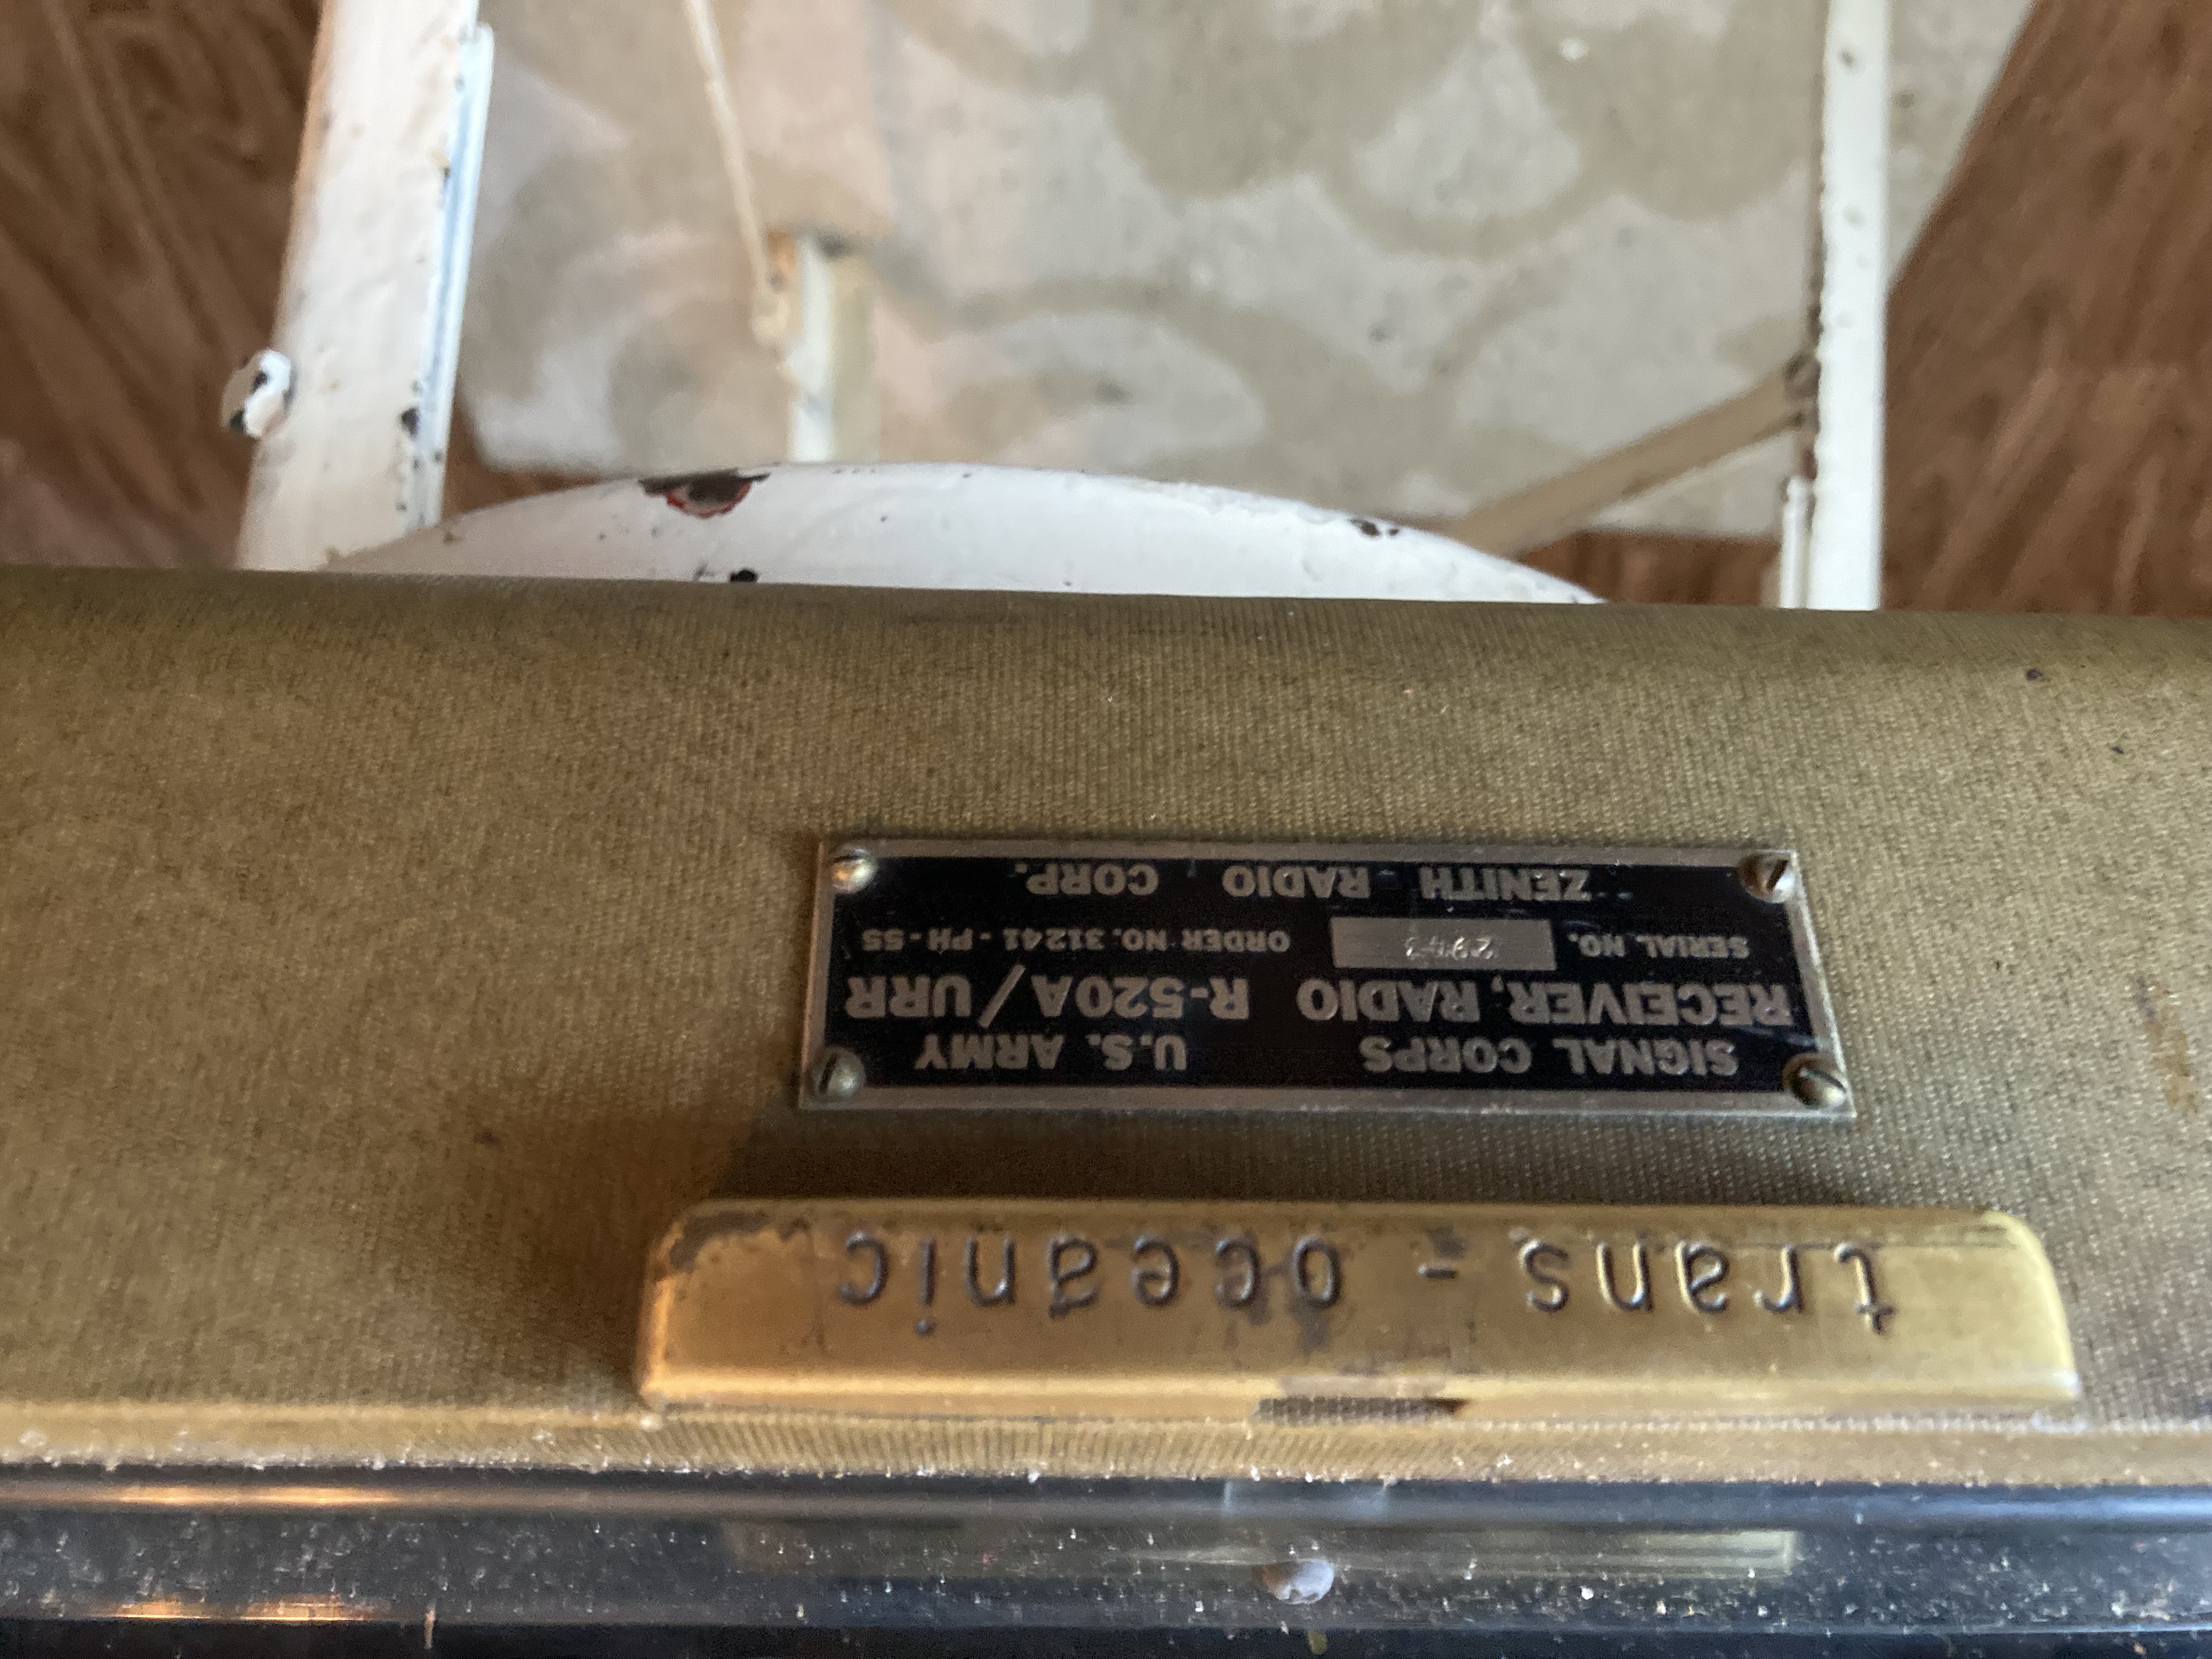 trans - oceanic
SIGNAL CORPS U.S. ARMY
RECEIVER, RADIO R-520A/URR
SERIAL NO. 2943 ORDER NO. 31241 - PH - 55
ZENITH RADIO CORP.